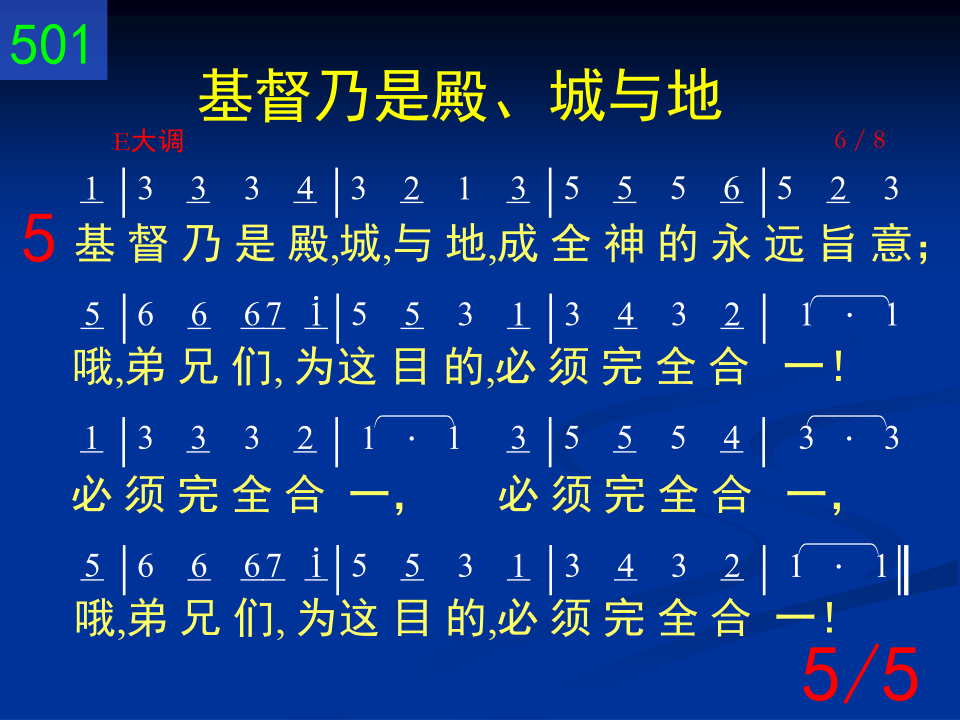 501
基督乃是殿、城与地
E大调 6/8
1 | 3 3 3 4 | 3 2 1 3 | 5 5 5 6 | 5 2 3
5 基督乃是殿,城,与地,成全神的永远旨意；
5 | 6 6 67 i | 5 5 3 1 | 3 4 3 2 | 1 · 1
哦,弟兄们,为这目的,必须完全合一！
1 | 3 3 3 2 | 1 · 1 3 | 5 5 5 4 | 3 · 3
必须完全合一， 必须完全合一，
5 | 6 6 67 i | 5 5 3 1 | 3 4 3 2 | 1 · 1 ‖
哦,弟兄们,为这目的,必须完全合一！
5/5